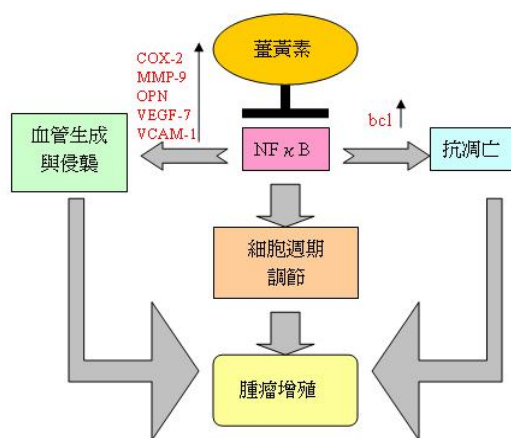 薑黃素
COX-2
MMP-9
OPN
VEGF-7
VCAM-1
bcl
血管生成
與侵襲
NFκB
抗凋亡
細胞週期
調節
腫瘤增殖